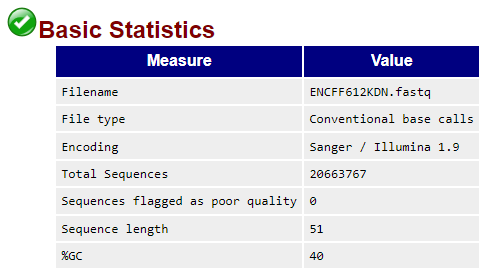 Basic Statistics
Measure Value
Filename ENCFF612KDN.fastq
File type Conventional base calls
Encoding Sanger / Illumina 1.9
Total Sequences 20663767
Sequences flagged as poor quality 0
Sequence length 51
%GC 40